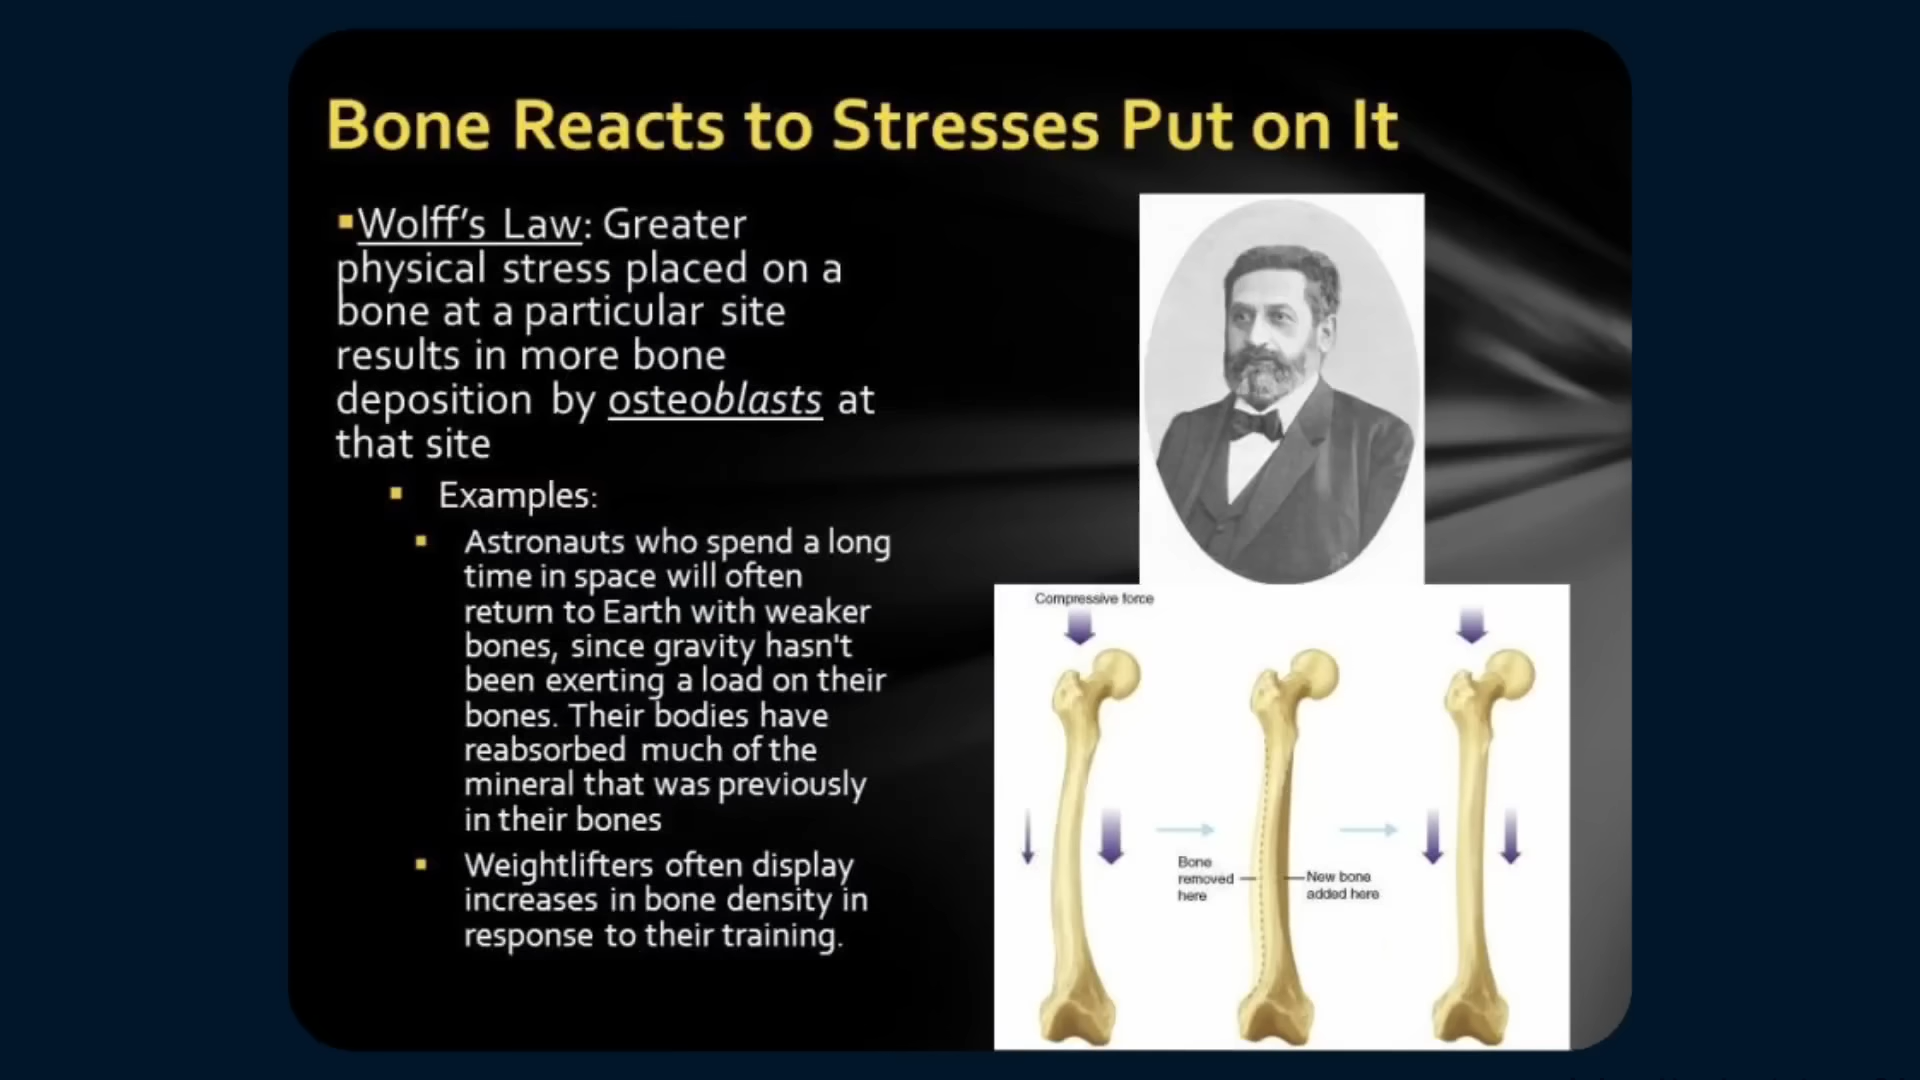 Bone Reacts to Stresses Put on It
▪Wolff's Law: Greater
physical stress placed on a
bone at a particular site
results in more bone
deposition by osteoblasts at
that site
▪ Examples:
▪ Astronauts who spend a long
time in space will often
return to Earth with weaker
bones, since gravity hasn't
been exerting a load on their
bones. Their bodies have
reabsorbed much of the
mineral that was previously
in their bones
▪ Weightlifters often display
increases in bone density in
response to their training.
Compressive force
Bone
removed
here
New bone
added here